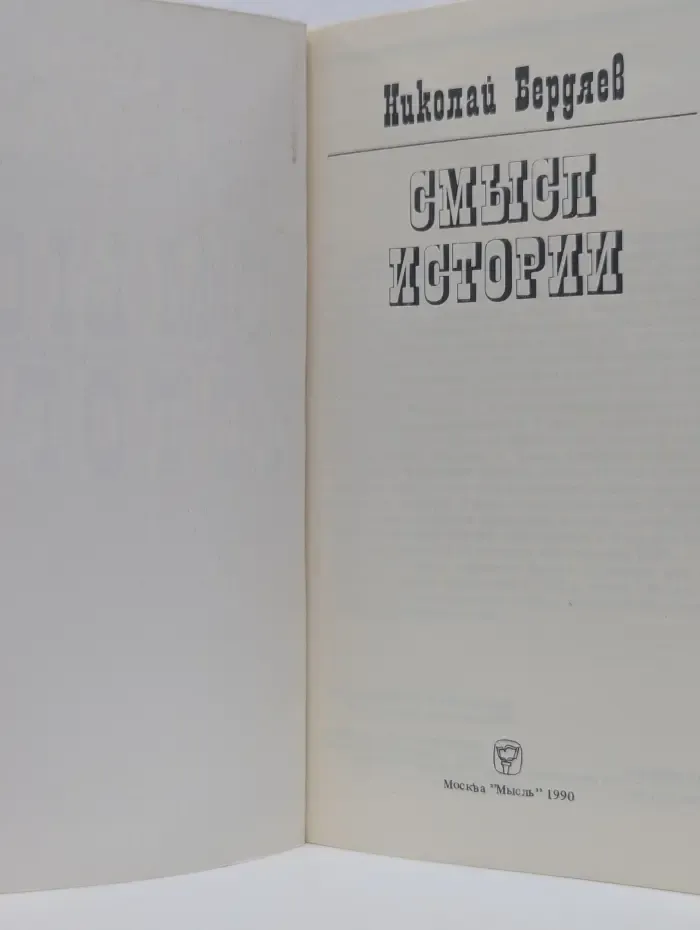 Николай Бердяев
СМЫСЛ
ИСТОРИИ
Москва "Мысль" 1990